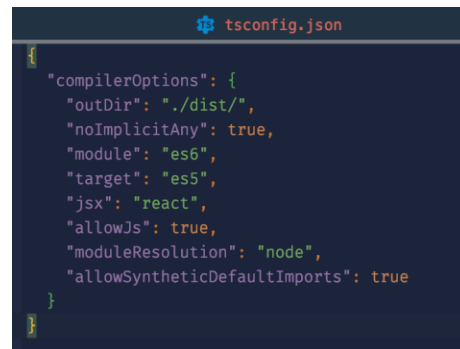 TS tsconfig.json
{
"compilerOptions": {
"outDir": "./dist/",
"noImplicitAny": true,
"module": "es6",
"target": "es5",
"jsx": "react",
"allowJs": true,
"moduleResolution": "node",
"allowSyntheticDefaultImports": true
}
}